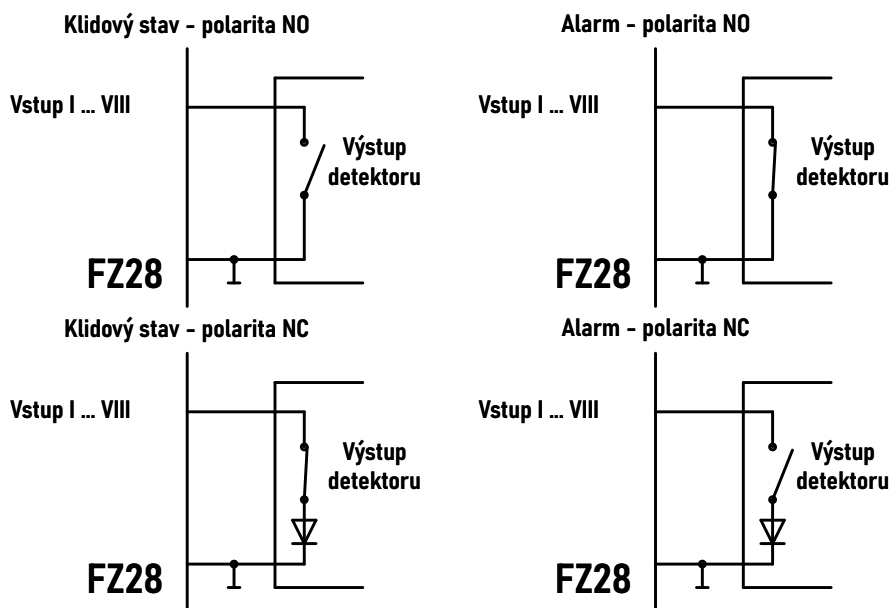 Klidový stav - polarita NO
Vstup I ... VIII
Výstup
detektoru
FZ28
Alarm - polarita NO
Vstup I ... VIII
Výstup
detektoru
FZ28
Klidový stav - polarita NC
Vstup I ... VIII
Výstup
detektoru
FZ28
Alarm - polarita NC
Vstup I ... VIII
Výstup
detektoru
FZ28